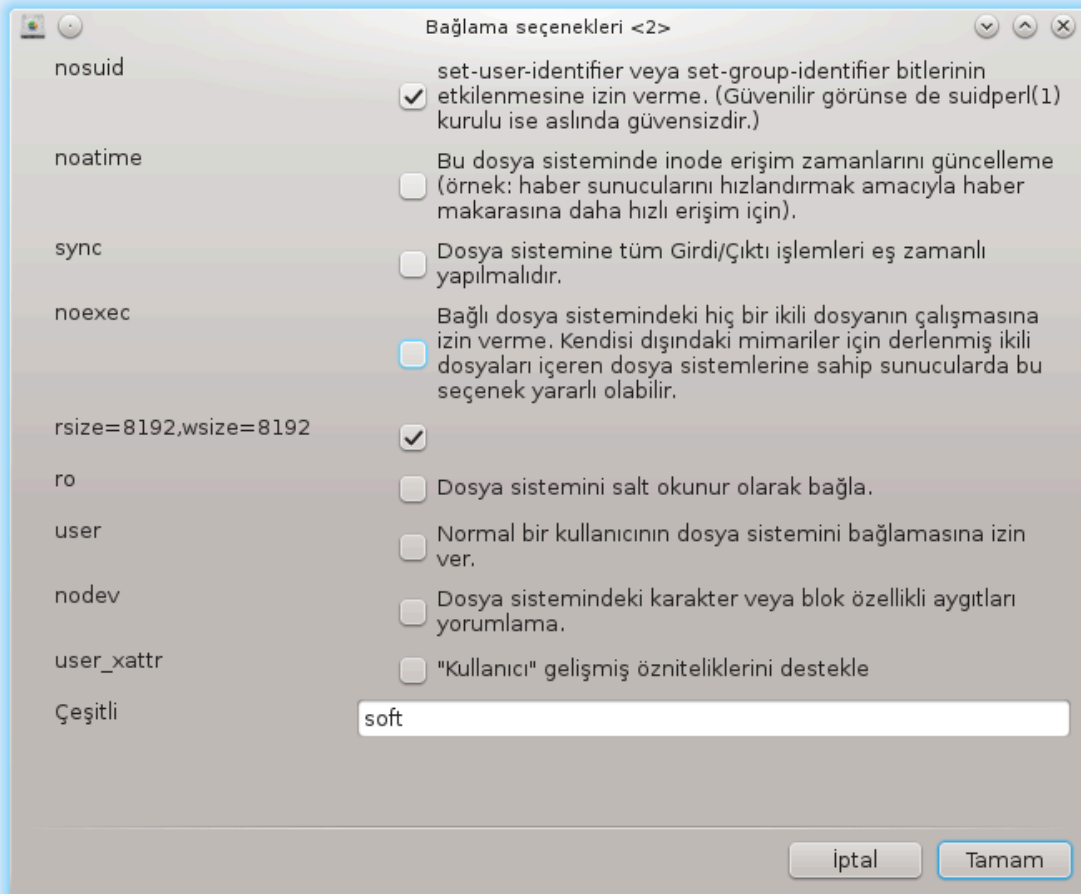 Bağlama seçenekleri <2>
nosuid
set-user-identifier veya set-group-identifier bitlerinin
etkilenmesine izin verme. (Güvenilir görünse de suidperl(1)
kurulu ise aslında güvensizdir.)
noatime
Bu dosya sisteminde inode erişim zamanlarını güncelleme
(örnek: haber sunucularını hızlandırmak amacıyla haber
makarasına daha hızlı erişim için).
sync
Dosya sistemine tüm Girdi/Çıktı işlemleri eş zamanlı
yapılmalıdır.
noexec
Bağlı dosya sistemindeki hiç bir ikili dosyanın çalışmasına
izin verme. Kendisi dışındaki mimariler için derlenmiş ikili
dosyaları içeren dosya sistemlerine sahip sunucularda bu
seçenek yararlı olabilir.
rsize=8192,wsize=8192
ro
Dosya sistemini salt okunur olarak bağla.
user
Normal bir kullanıcının dosya sistemini bağlamasına izin
ver.
nodev
Dosya sistemindeki karakter veya blok özellikli aygıtları
yorumlama.
user_xattr
"Kullanıcı" gelişmiş özniteliklerini destekle
Çeşitli
soft
İptal
Tamam